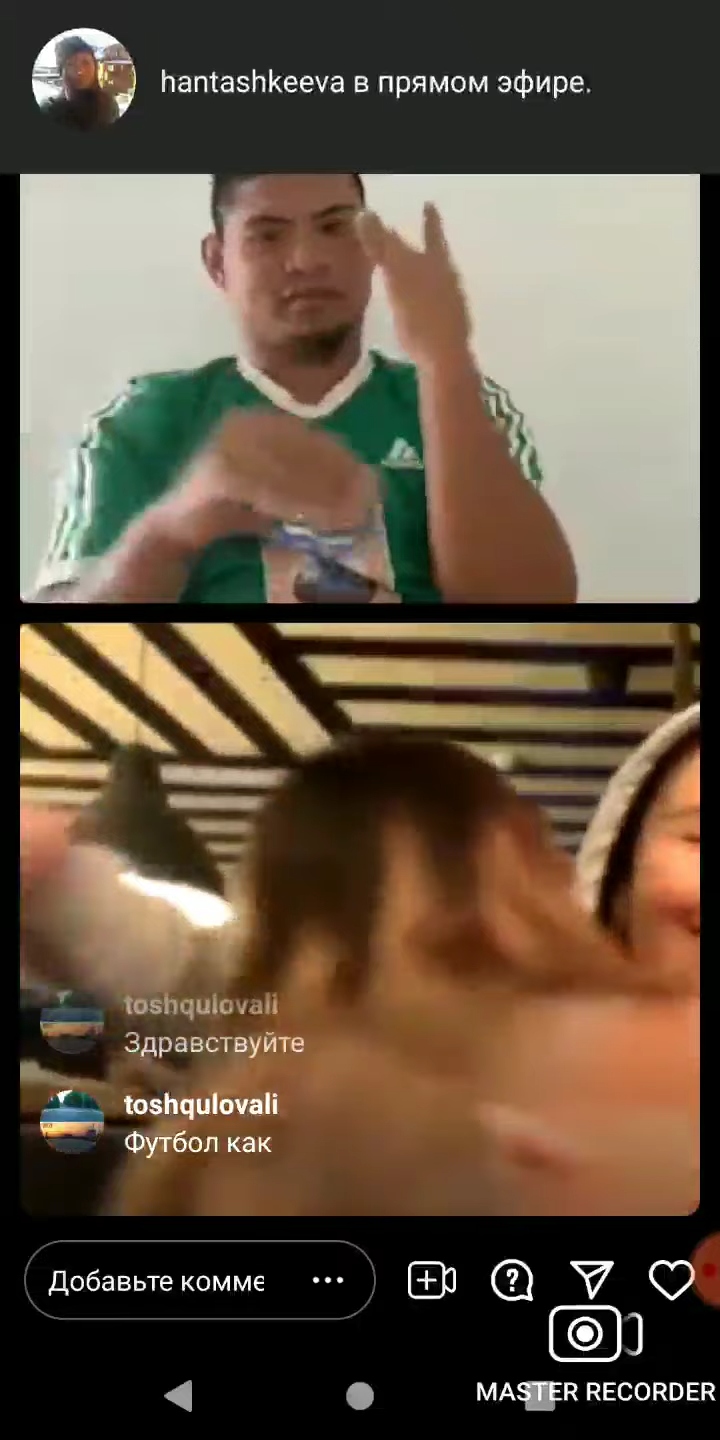 hantashkeeva в прямом эфире.
toshqulovali
Здравствуйте
toshqulovali
Футбол как
Добавьте комме
MASTER RECORDER